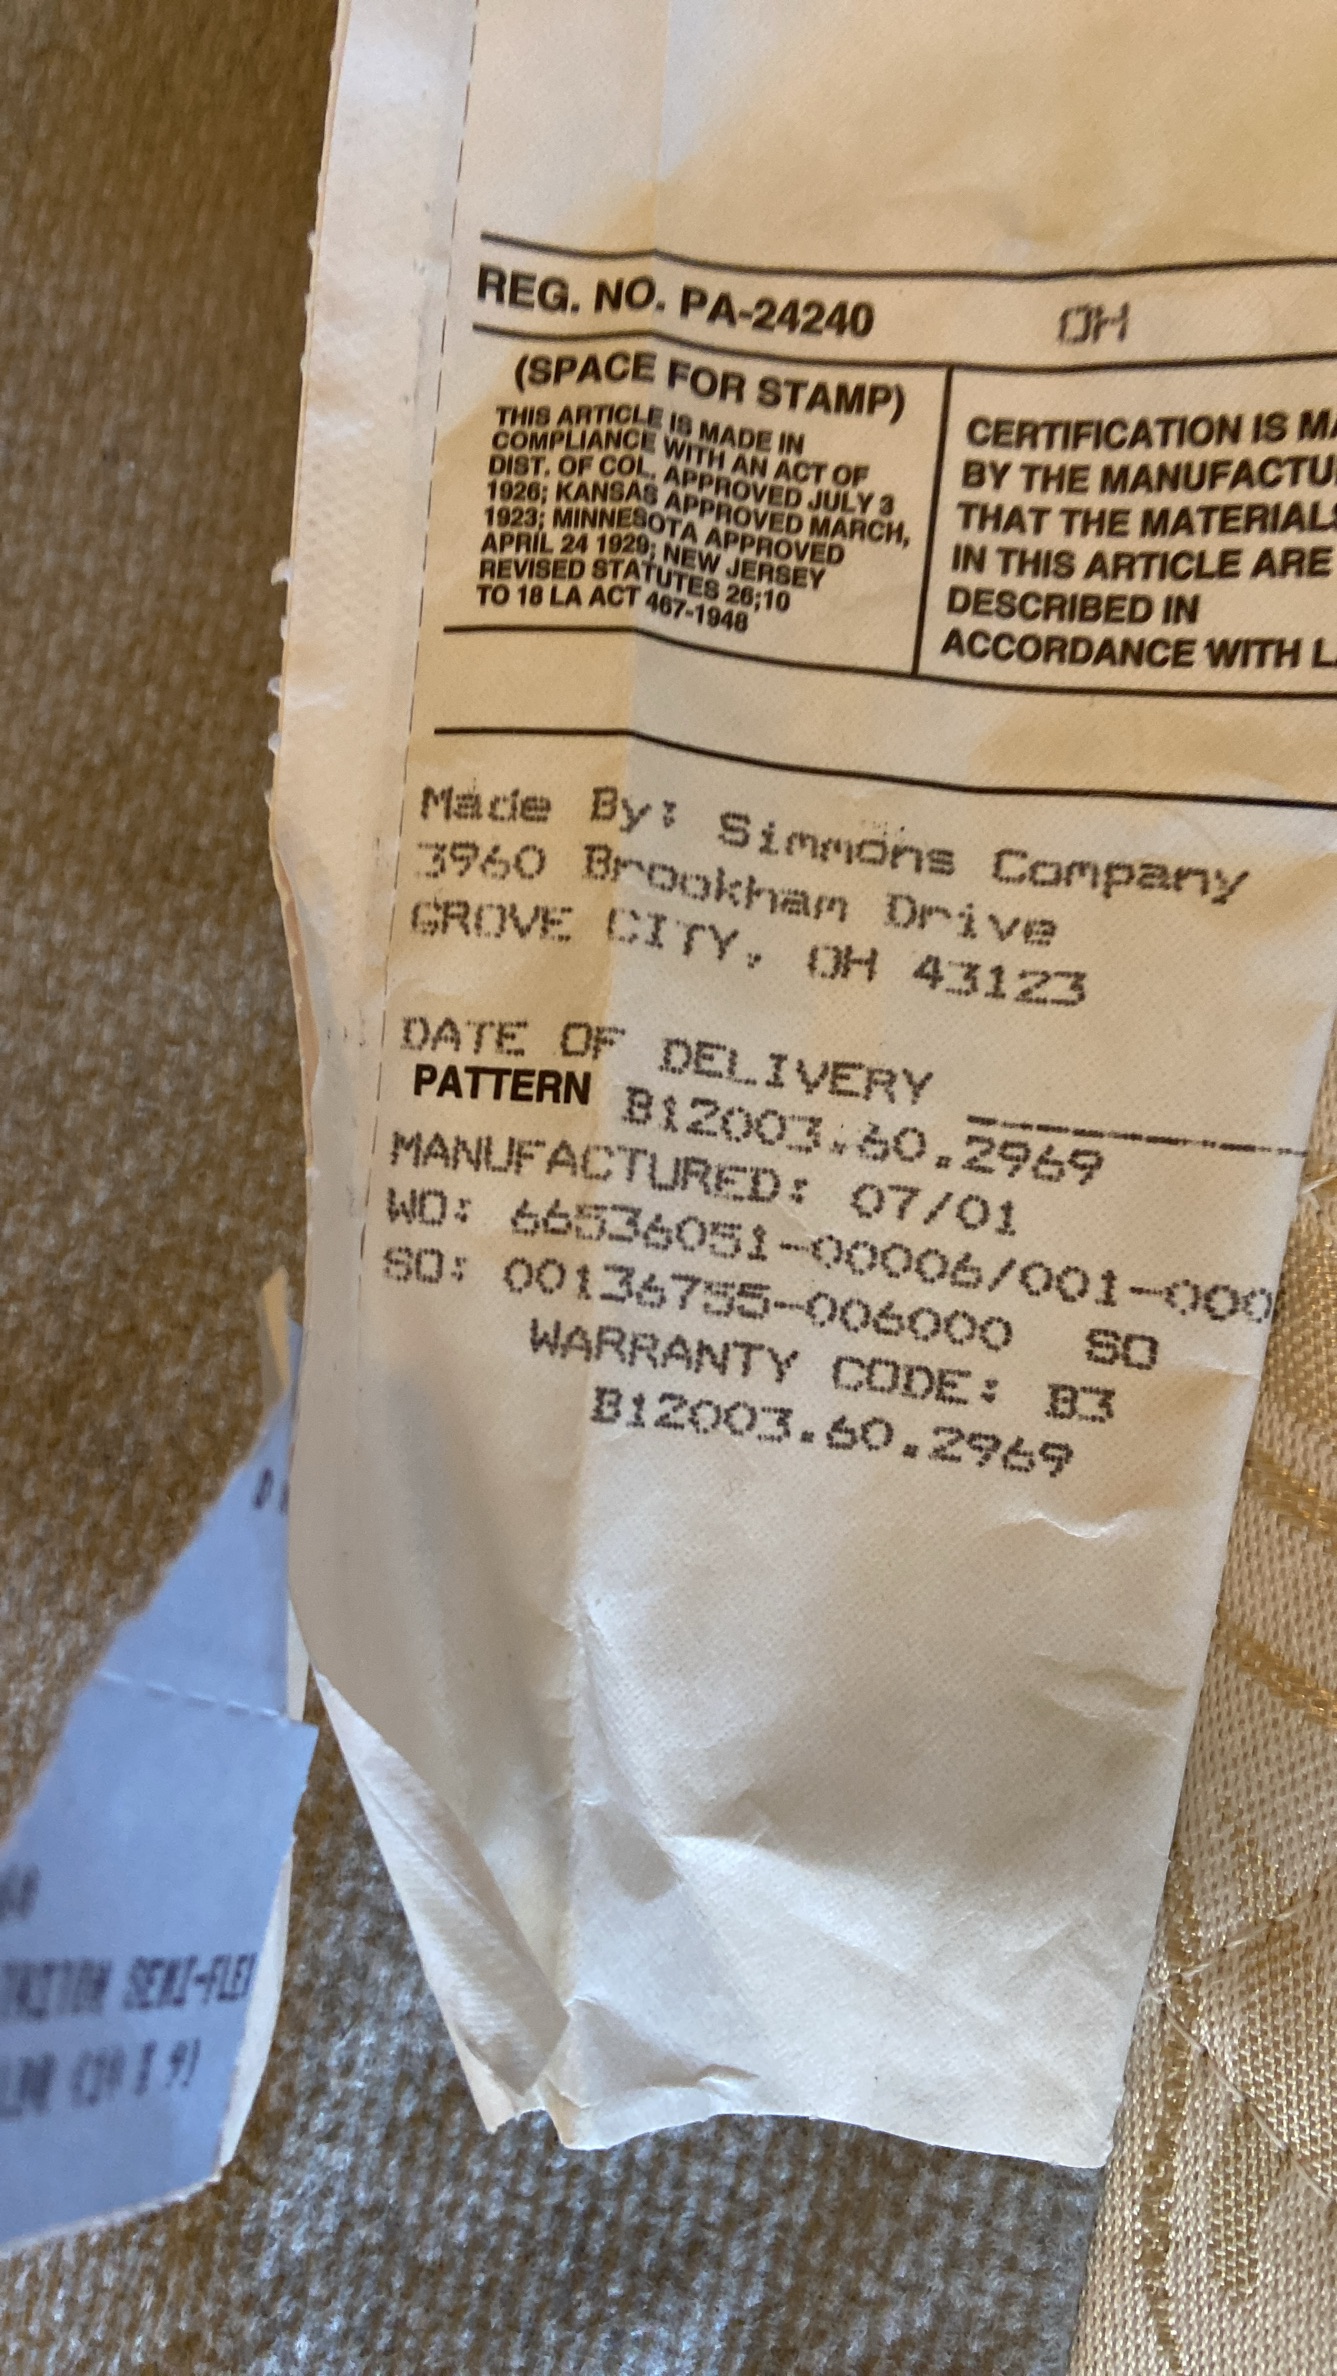 REG. NO. PA-24240 OH
(SPACE FOR STAMP)
THIS ARTICLE IS MADE IN
COMPLIANCE WITH AN ACT OF
DIST. OF COL. APPROVED JULY 3
1926; KANSAS APPROVED MARCH,
1923; MINNESOTA APPROVED
APRIL 24 1929; NEW JERSEY
REVISED STATUTES 26;10
TO 18 LA ACT 467-1948
CERTIFICATION IS MA
BY THE MANUFACTU
THAT THE MATERIALS
IN THIS ARTICLE ARE
DESCRIBED IN
ACCORDANCE WITH LA
Made By: Simmons Company
3960 Brookham Drive
GROVE CITY, OH 43123
DATE OF DELIVERY
PATTERN B12003.60.2969
MANUFACTURED: 07/01
WO: 66536051-00006/001-000
SO: 00136755-006000 SO
WARRANTY CODE: B3
B12003.60.2969
SEMI-FLEX